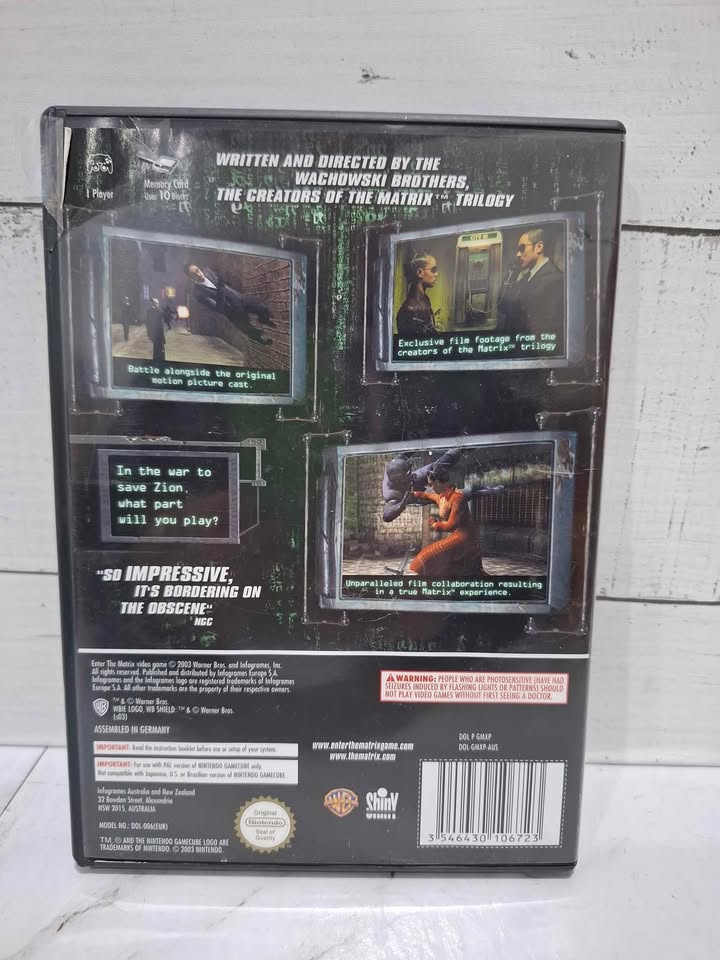 1 Player
Memory Card
Uses 10 Blocks
WRITTEN AND DIRECTED BY THE
WACHOWSKI BROTHERS,
THE CREATORS OF THE MATRIX™ TRILOGY
Battle alongside the original
motion picture cast.
CITY
Exclusive film footage from the
creators of the Matrix™ trilogy
In the war to
save Zion,
what part
will you play?
Unparalleled film collaboration resulting
in a true Matrix™ experience.
"SO IMPRESSIVE,
IT'S BORDERING ON
THE OBSCENE"
NGC
Enter The Matrix video game © 2003 Warner Bros. and Infogrames, Inc.
All rights reserved. Published and distributed by Infogrames Europe S.A.
Infogrames and the Infogrames logo are registered trademarks of Infogrames
Europe S.A. All other trademarks are the property of their respective owners.
WB
™ & © Warner Bros.
WBIE LOGO, WB SHIELD: ™ & © Warner Bros.
(s03)
ASSEMBLED IN GERMANY
IMPORTANT: Read the instruction booklet before use or setup of your system.
IMPORTANT: For use with PAL version of NINTENDO GAMECUBE only.
Not compatible with Japanese, U.S. or Brazilian version of NINTENDO GAMECUBE.
Infogrames Australia and New Zealand
32 Bowden Street, Alexandria
NSW 2015, AUSTRALIA
MODEL NO.: DOL-006(EUR)
TM, ® AND THE NINTENDO GAMECUBE LOGO ARE
TRADEMARKS OF NINTENDO. © 2003 NINTENDO.
Original
Nintendo
Seal of
Quality
WARNING: PEOPLE WHO ARE PHOTOSENSITIVE (HAVE HAD
SEIZURES INDUCED BY FLASHING LIGHTS OR PATTERNS) SHOULD
NOT PLAY VIDEO GAMES WITHOUT FIRST SEEING A DOCTOR.
www.enterthematrixgame.com
www.thematrix.com
DOL P GMXP
DOL-GMXP-AUS
WB
Shiny
3 546430 106723